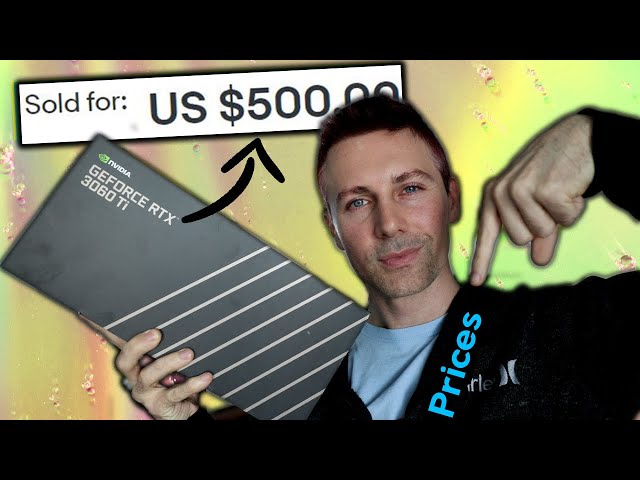 Sold for: US $500.00
NVIDIA
GEFORCE RTX
3060 Ti
Prices